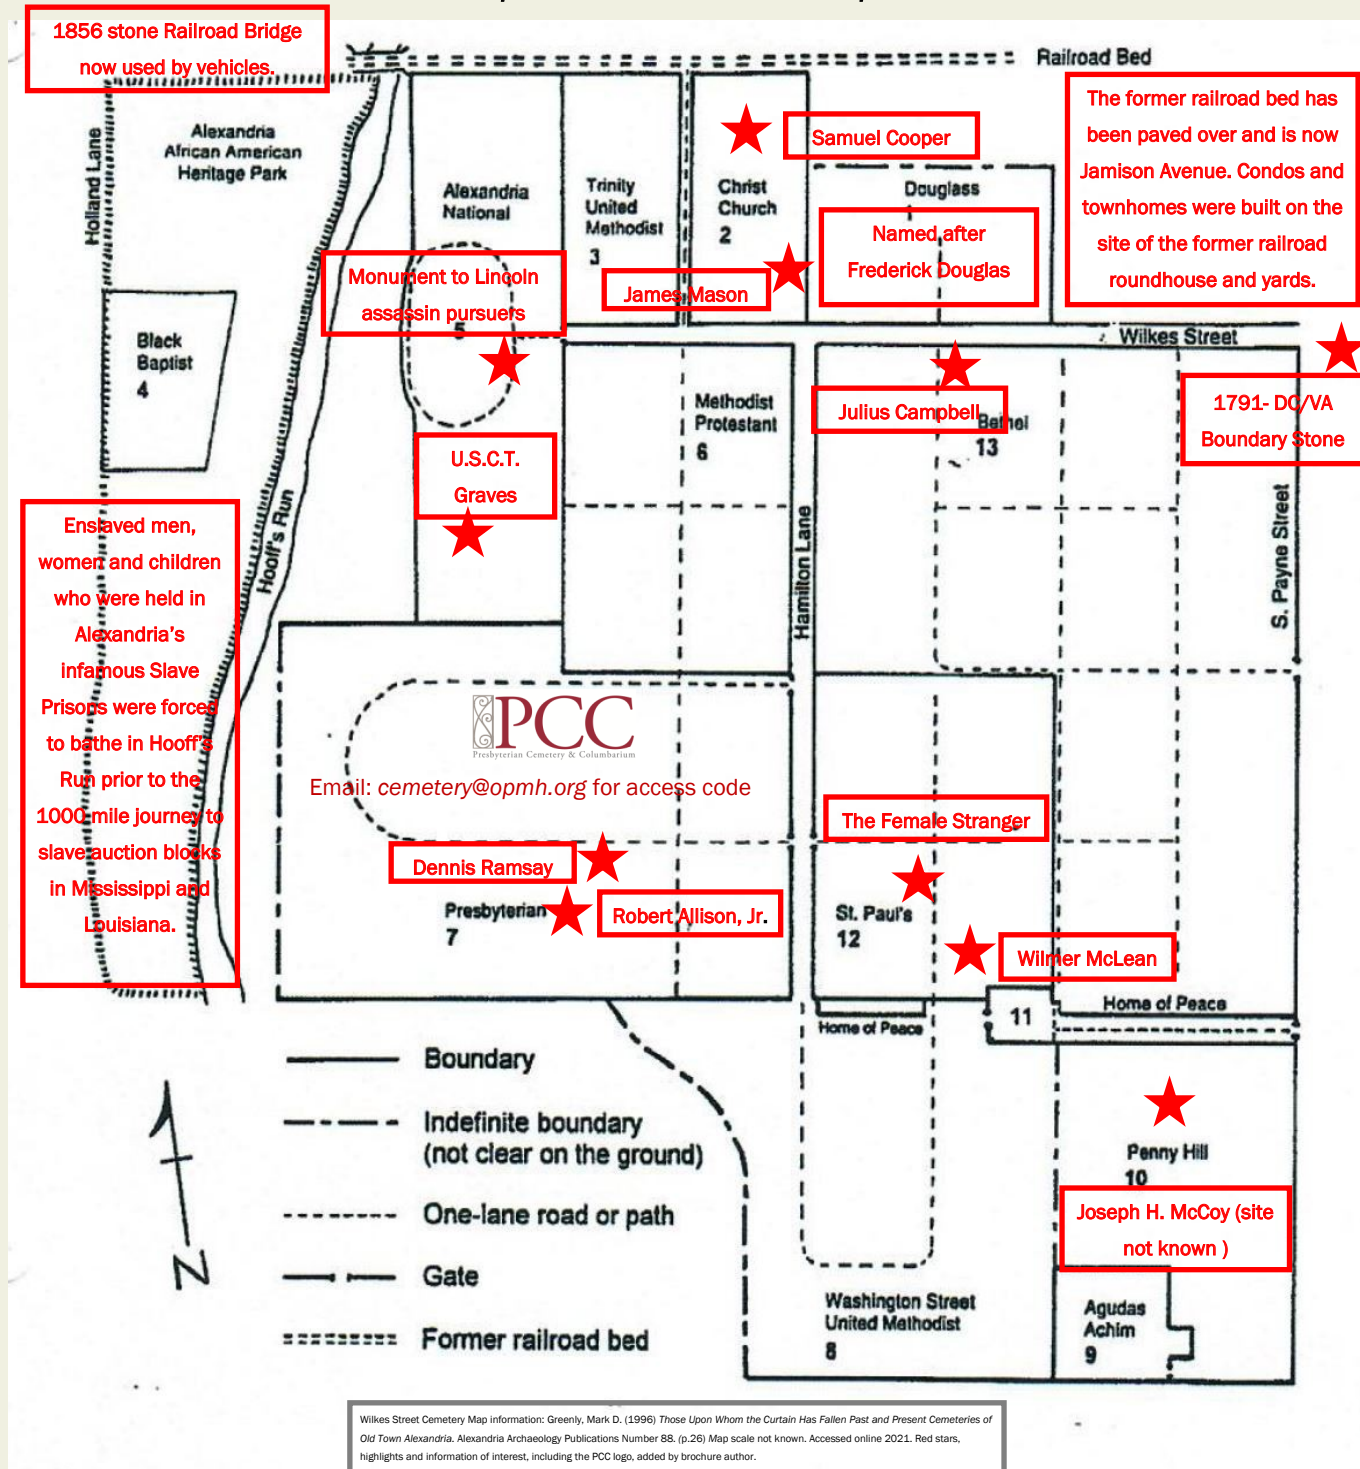 1856 stone Railroad Bridge
now used by vehicles.
Railroad Bed
The former railroad bed has
been paved over and is now
Jamison Avenue. Condos and
townhomes were built on the
site of the former railroad
roundhouse and yards.
Holland Lane
Alexandria
African American
Heritage Park
Samuel Cooper
Alexandria
National
Trinity
United
Methodist
3
Christ
Church
2
Douglass
1
Named after
Frederick Douglas
Monument to Lincoln
assassin pursuers
5
James Mason
Wilkes Street
Black
Baptist
4
Methodist
Protestant
6
Julius Campbell
Bethel
13
1791- DC/VA
Boundary Stone
U.S.C.T.
Graves
Hooff's Run
Hamilton Lane
S. Payne Street
Enslaved men,
women and children
who were held in
Alexandria's
infamous Slave
Prisons were forced
to bathe in Hooff's
Run prior to the
1000 mile journey to
slave auction blocks
in Mississippi and
Louisiana.
PCC
Presbyterian Cemetery & Columbarium
Email: cemetery@opmh.org for access code
The Female Stranger
Dennis Ramsay
Presbyterian
7
Robert Allison, Jr.
St. Paul's
12
Wilmer McLean
Home of Peace
11
Home of Peace
Boundary
Indefinite boundary
(not clear on the ground)
One-lane road or path
Gate
Former railroad bed
N
Penny Hill
10
Joseph H. McCoy (site
not known )
Washington Street
United Methodist
8
Agudas
Achim
9
Wilkes Street Cemetery Map information: Greenly, Mark D. (1996) Those Upon Whom the Curtain Has Fallen Past and Present Cemeteries of
Old Town Alexandria. Alexandria Archaeology Publications Number 88. (p.26) Map scale not known. Accessed online 2021. Red stars,
highlights and information of interest, including the PCC logo, added by brochure author.